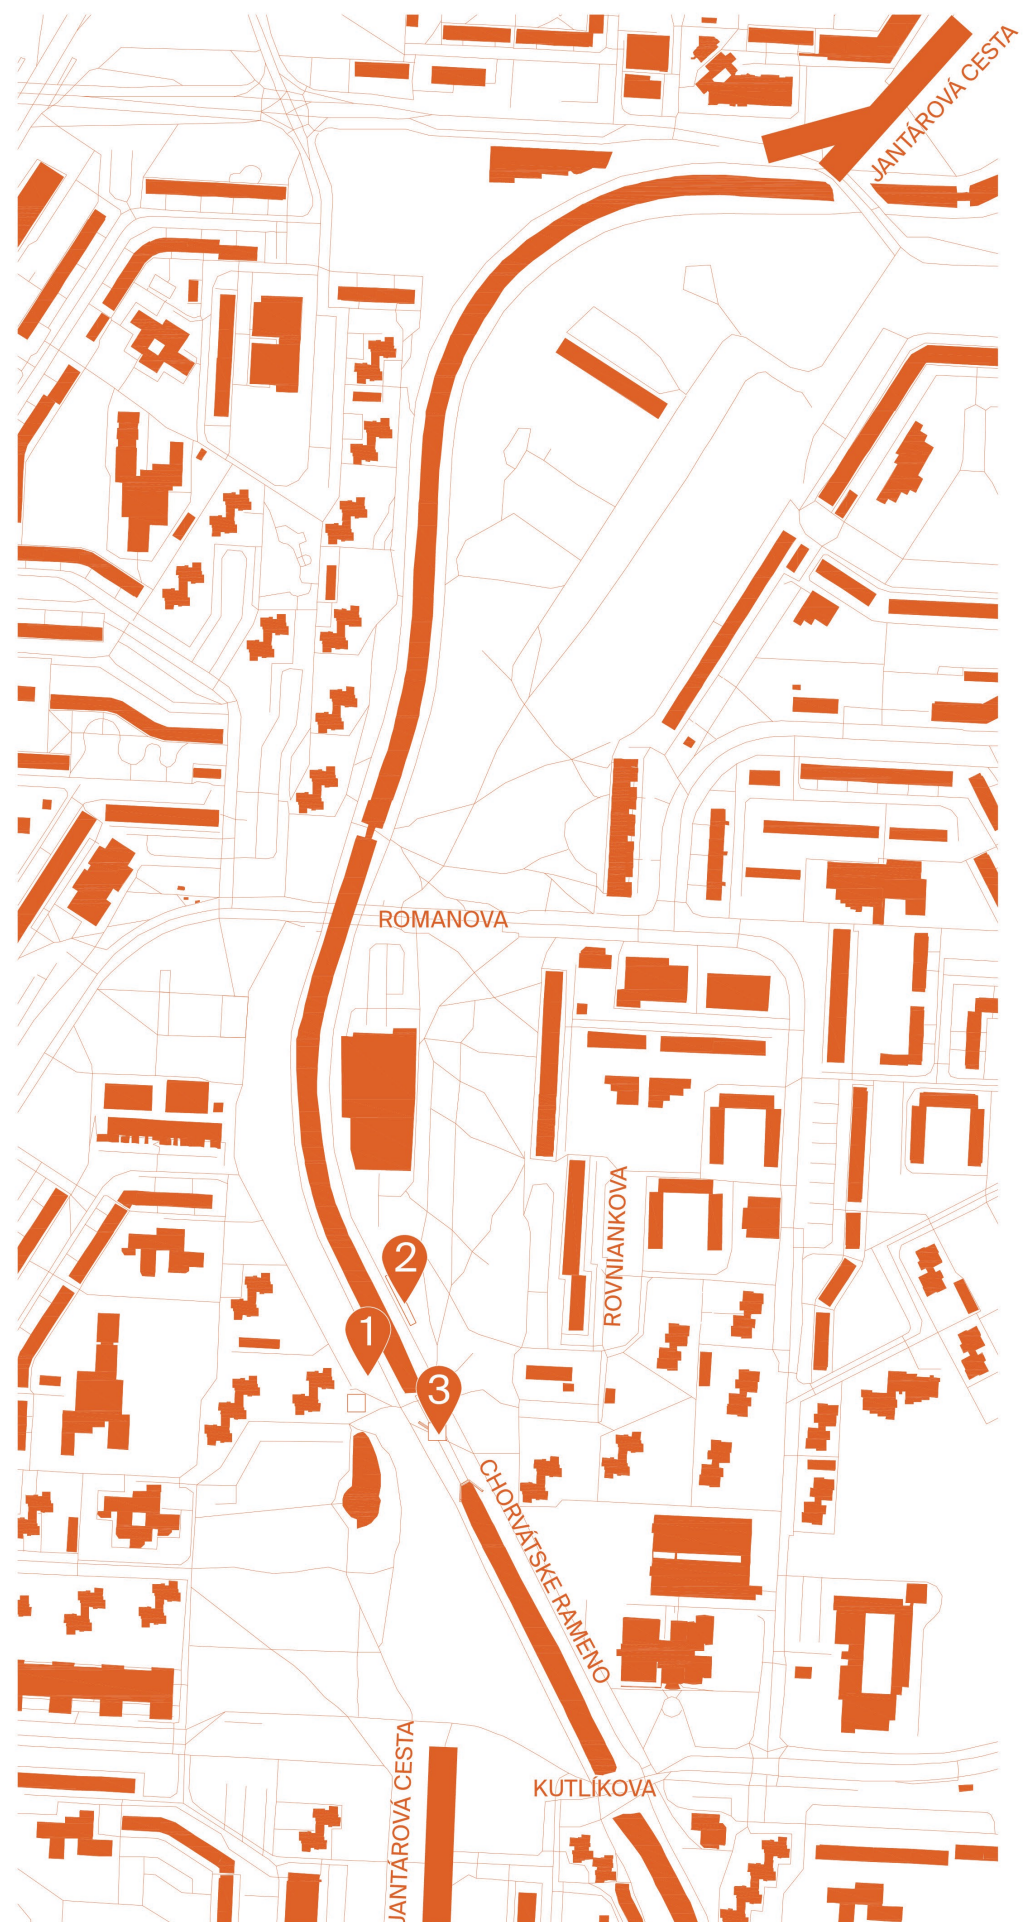 JANTÁROVÁ CESTA
ROMANOVA
ROVNIANKOVA
2
1
3
CHORVÁTSKE RAMENO
JANTÁROVÁ CESTA
KUTLÍKOVA